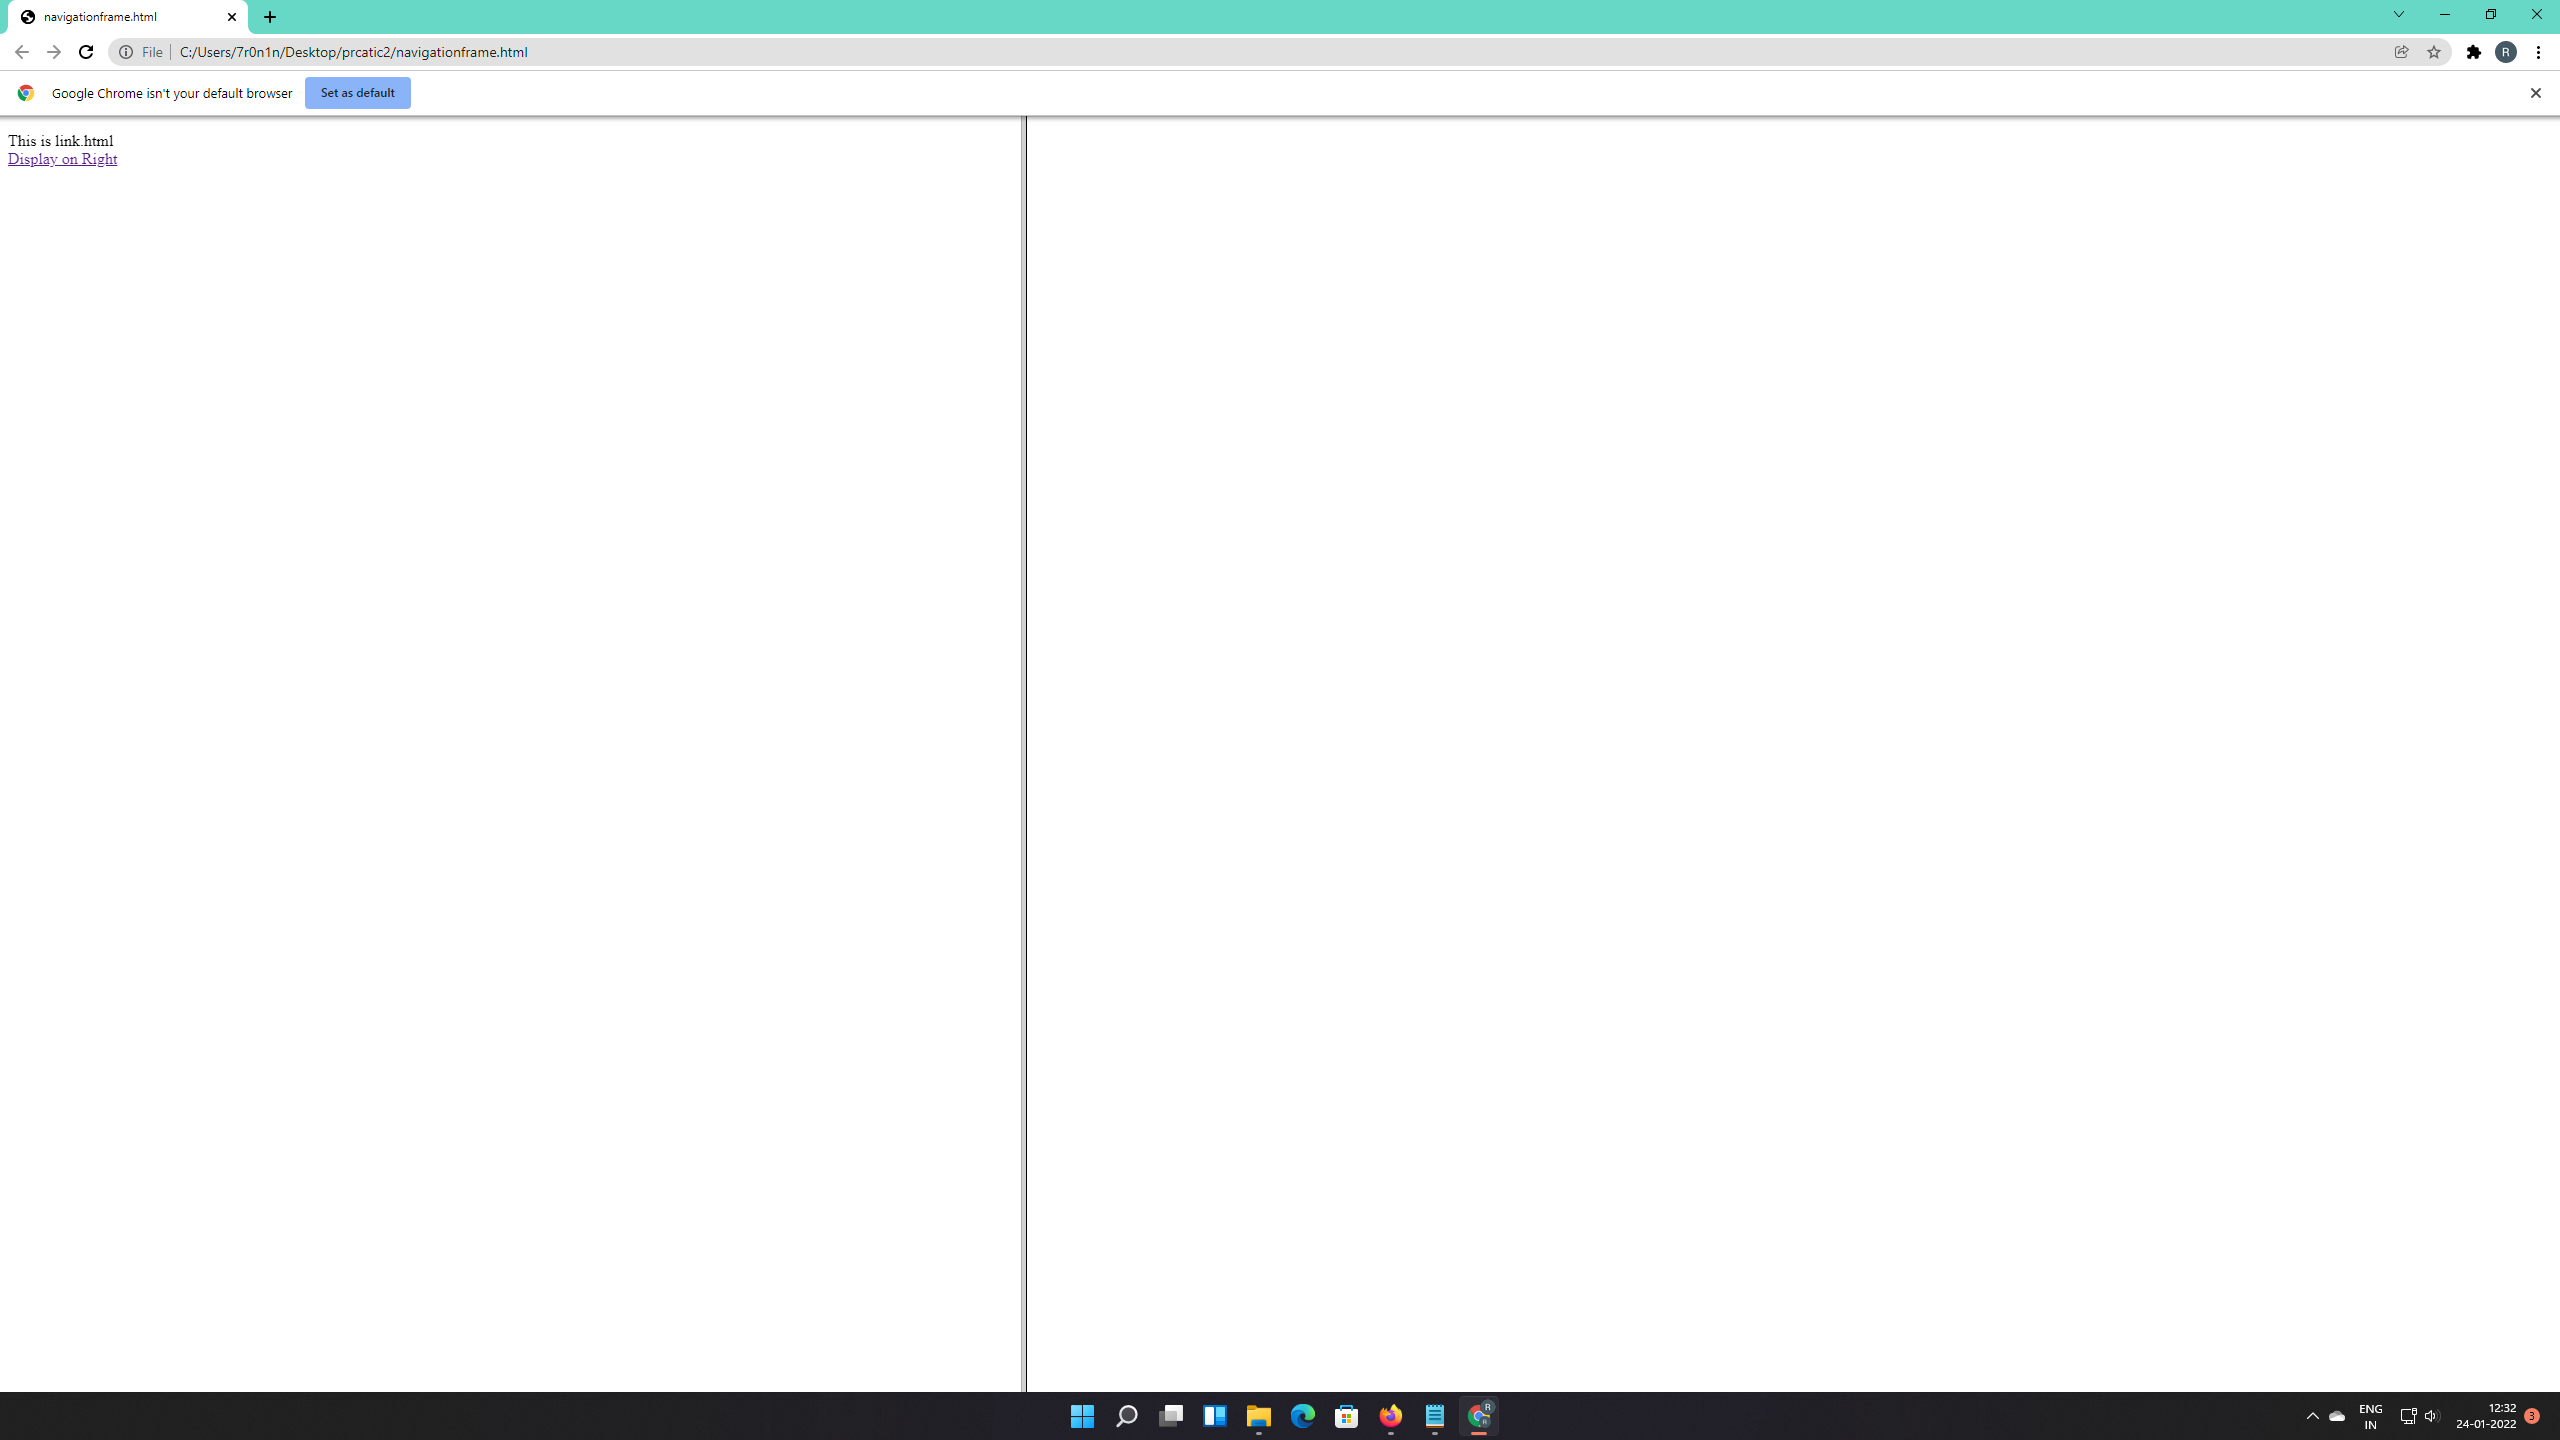 navigationframe.html
File C:/Users/7r0n1n/Desktop/prcatic2/navigationframe.html
R
Google Chrome isn't your default browser Set as default
This is link.html
Display on Right
R
R
ENG
IN
12:32
24-01-2022
3